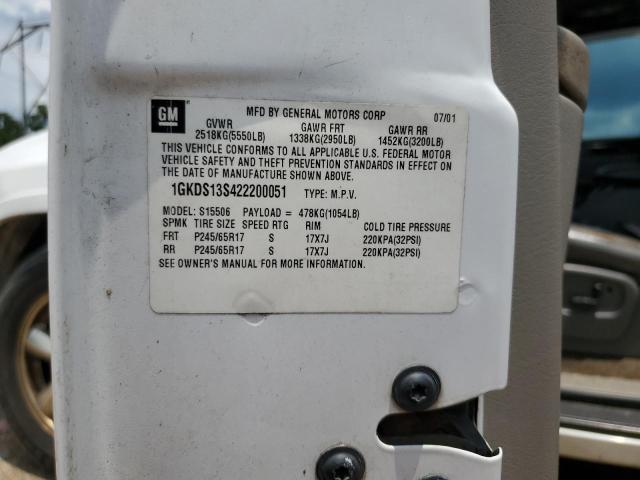 GM
MFD BY GENERAL MOTORS CORP 07/01
GVWR GAWR FRT GAWR RR
2518KG(5550LB) 1338KG(2950LB) 1452KG(3200LB)
THIS VEHICLE CONFORMS TO ALL APPLICABLE U.S. FEDERAL MOTOR
VEHICLE SAFETY AND THEFT PREVENTION STANDARDS IN EFFECT ON
THE DATE OF MANUFACTURE SHOWN ABOVE.
1GKDS13S422200051 TYPE: M.P.V.
MODEL: S15506 PAYLOAD = 478KG(1054LB)
SPMK TIRE SIZE SPEED RTG RIM COLD TIRE PRESSURE
FRT P245/65R17 S 17X7J 220KPA(32PSI)
RR P245/65R17 S 17X7J 220KPA(32PSI)
SEE OWNER'S MANUAL FOR MORE INFORMATION.